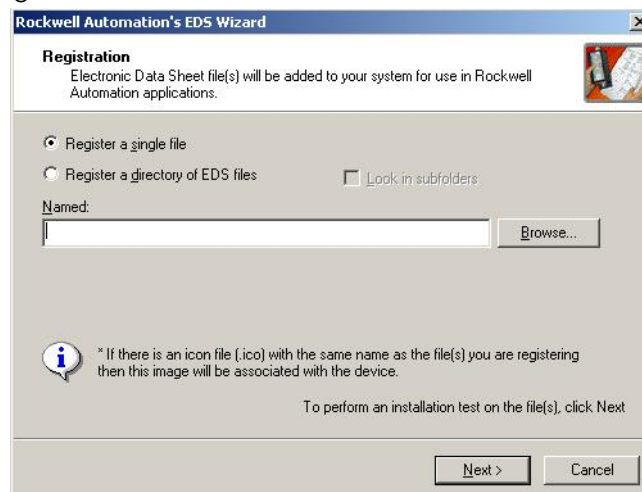 Rockwell Automation's EDS Wizard
Registration
Electronic Data Sheet file(s) will be added to your system for use in Rockwell
Automation applications.
Register a single file
Register a directory of EDS files
Look in subfolders
Named:
Browse...
* If there is an icon file (.ico) with the same name as the file(s) you are registering
then this image will be associated with the device.
To perform an installation test on the file(s), click Next
Next >
Cancel